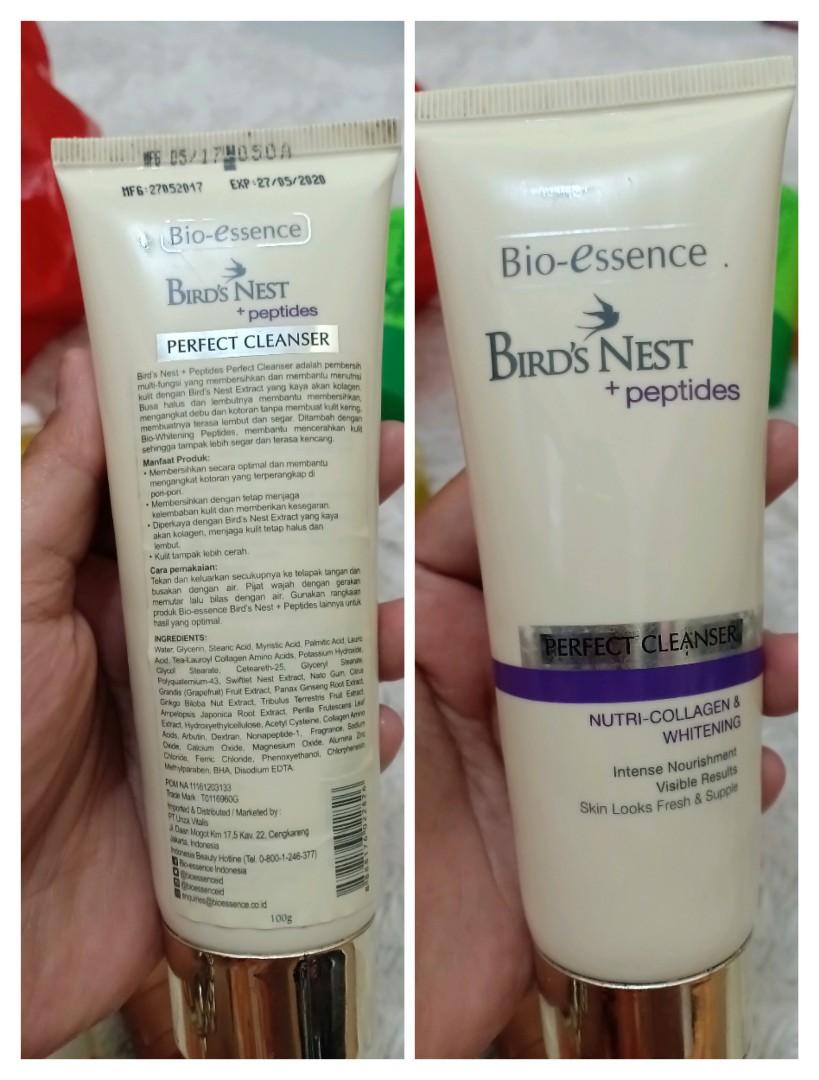 MFG 05/17 050A
MFG:27052017 EXP:27/05/2020
Bio-essence
BIRD'S NEST
+peptides
PERFECT CLEANSER
Bird's Nest + Peptides Perfect Cleanser adalah pembersih
multi-fungsi yang membersihkan dan membantu menutrisi
kulit dengan Bird's Nest Extract yang kaya akan kolagen.
Busa halus dan lembutnya membantu membersihkan,
mengangkat debu dan kotoran tanpa membuat kulit kering,
membuatnya terasa lembut dan segar. Ditambah dengan
Bio-Whitening Peptides, membantu mencerahkan kulit
sehingga tampak lebih segar dan terasa kencang.
Manfaat Produk:
• Membersihkan secara optimal dan membantu
mengangkat kotoran yang terperangkap di
pori-pori.
• Membersihkan dengan tetap menjaga
kelembaban kulit dan memberikan kesegaran.
• Diperkaya dengan Bird's Nest Extract yang kaya
akan kolagen, menjaga kulit tetap halus dan
lembut.
• Kulit tampak lebih cerah.
Cara pemakaian:
Tekan dan keluarkan secukupnya ke telapak tangan dan
busakan dengan air. Pijat wajah dengan gerakan
memutar lalu bilas dengan air. Gunakan rangkaian
produk Bio-essence Bird's Nest + Peptides lainnya untuk
hasil yang optimal.
INGREDIENTS:
Water, Glycerin, Stearic Acid, Myristic Acid, Palmitic Acid, Lauric
Acid, Tea-Lauroyl Collagen Amino Acids, Potassium Hydroxide,
Glycol Stearate, Ceteareth-25, Glyceryl Stearate,
Polyquaternium-43, Swiftlet Nest Extract, Nato Gum, Citrus
Grandis (Grapefruit) Fruit Extract, Panax Ginseng Root Extract,
Ginkgo Biloba Nut Extract, Tribulus Terrestris Fruit Extract,
Ampelopsis Japonica Root Extract, Perilla Frutescens Leaf
Extract, Hydroxyethylcellulose, Acetyl Cysteine, Collagen Amino
Acids, Arbutin, Dextran, Nonapeptide-1, Fragrance, Sodium
Oxide, Calcium Oxide, Magnesium Oxide, Alumina Zinc
Chloride, Ferric Chloride, Phenoxyethanol, Chlorphenesin
Methylparaben, BHA, Disodium EDTA.
POM NA 11161203133
Trade Mark : T0116960G
Imported & Distributed / Marketed by :
PT Unza Vitalis
Jl. Daan Mogot Km 17,5 Kav. 22, Cengkareng
Jakarta, Indonesia
Indonesia Beauty Hotline (Tel. 0-800-1-246-377)
Bio-essence Indonesia
@bioessenceid
@bioessenceid
enquiries@bioessence.co.id
100g
Bio-essence
BIRD'S NEST
+peptides
PERFECT CLEANSER
NUTRI-COLLAGEN &
WHITENING
Intense Nourishment
Visible Results
Skin Looks Fresh & Supple